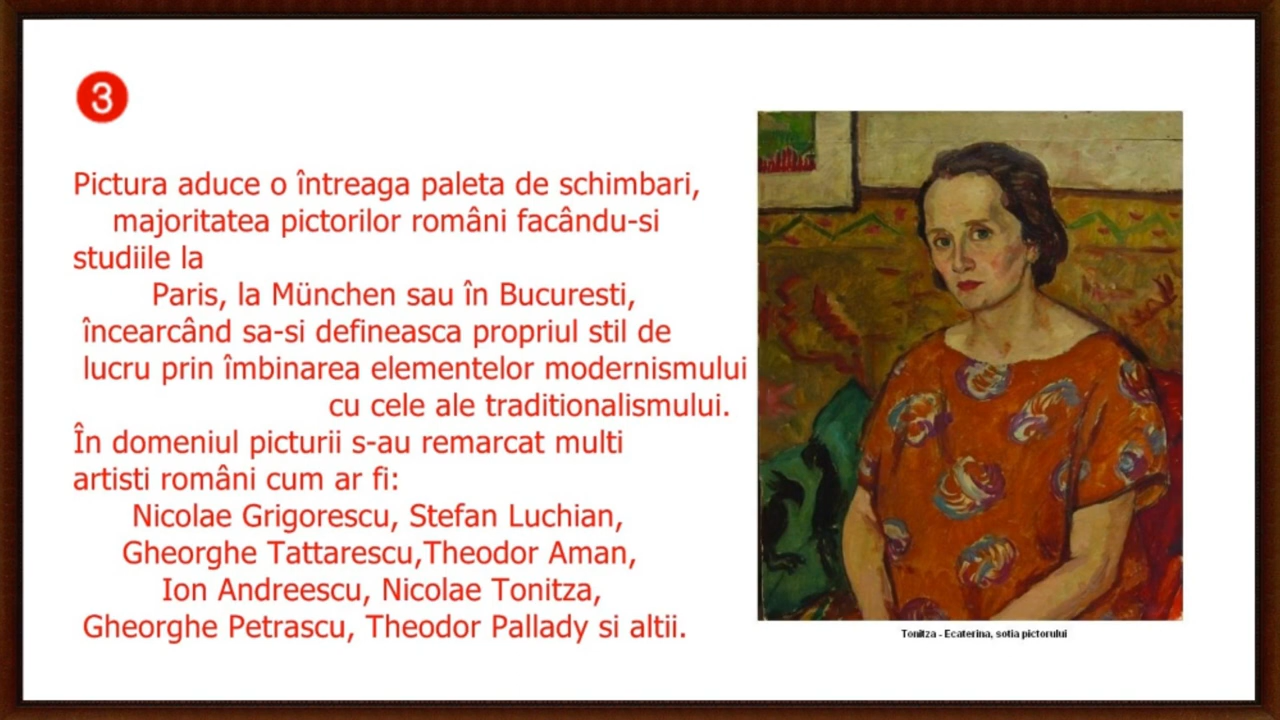 3
Pictura aduce o întreaga paleta de schimbari,
majoritatea pictorilor români facându-si
studiile la
Paris, la München sau în Bucuresti,
încearcând sa-si defineasca propriul stil de
lucru prin îmbinarea elementelor modernismului
cu cele ale traditionalismului.
În domeniul picturii s-au remarcat multi
artisti români cum ar fi:
Nicolae Grigorescu, Stefan Luchian,
Gheorghe Tattarescu,Theodor Aman,
Ion Andreescu, Nicolae Tonitza,
Gheorghe Petrascu, Theodor Pallady si altii.
Tonitza - Ecaterina, sotia pictorului